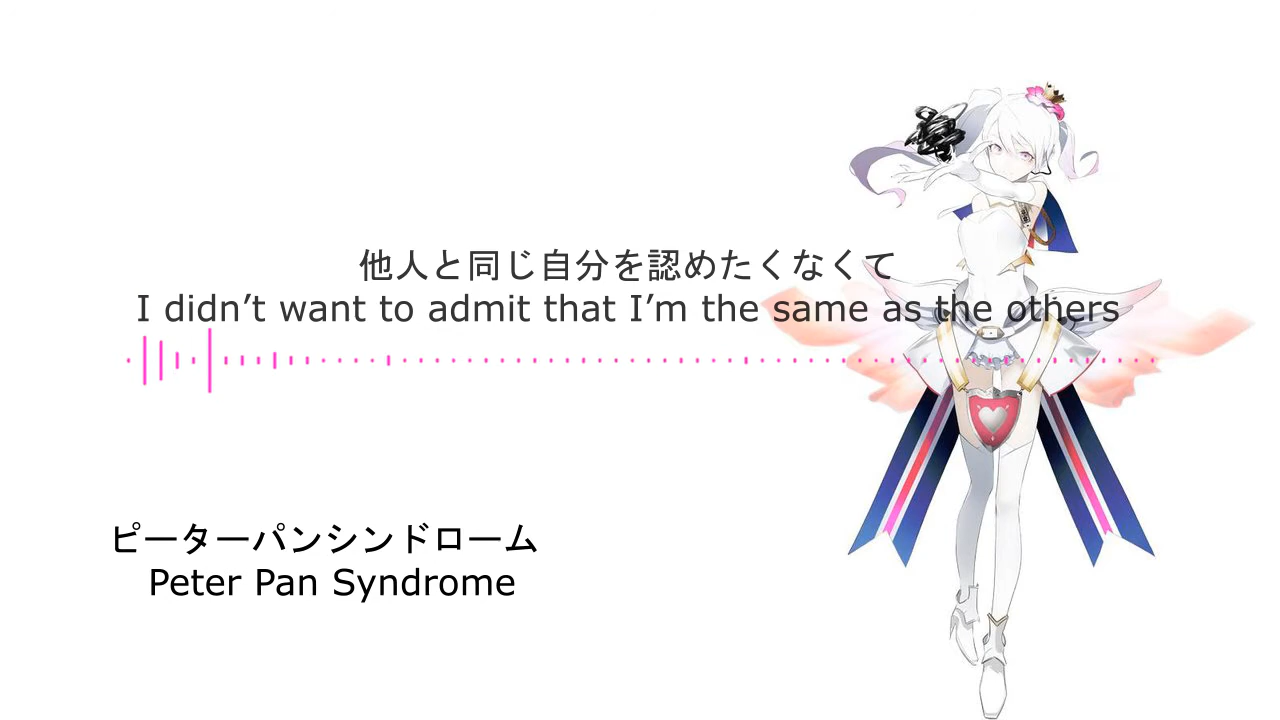 他人と同じ自分を認めたくなくて
I didn’t want to admit that I’m the same as the others
ピーターパンシンドローム
Peter Pan Syndrome